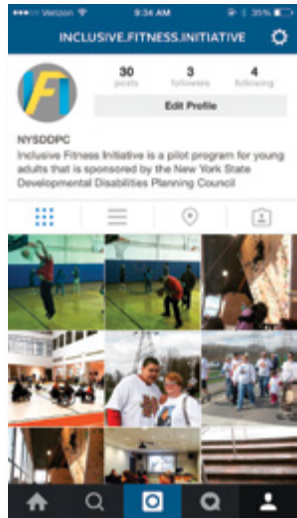 Verizon 9:34 AM 35%
INCLUSIVE.FITNESS.INITIATIVE
30 3 4
posts followers following
Edit Profile
NYSDDPC
Inclusive Fitness Initiative is a pilot program for young
adults that is sponsored by the New York State
Developmental Disabilities Planning Council